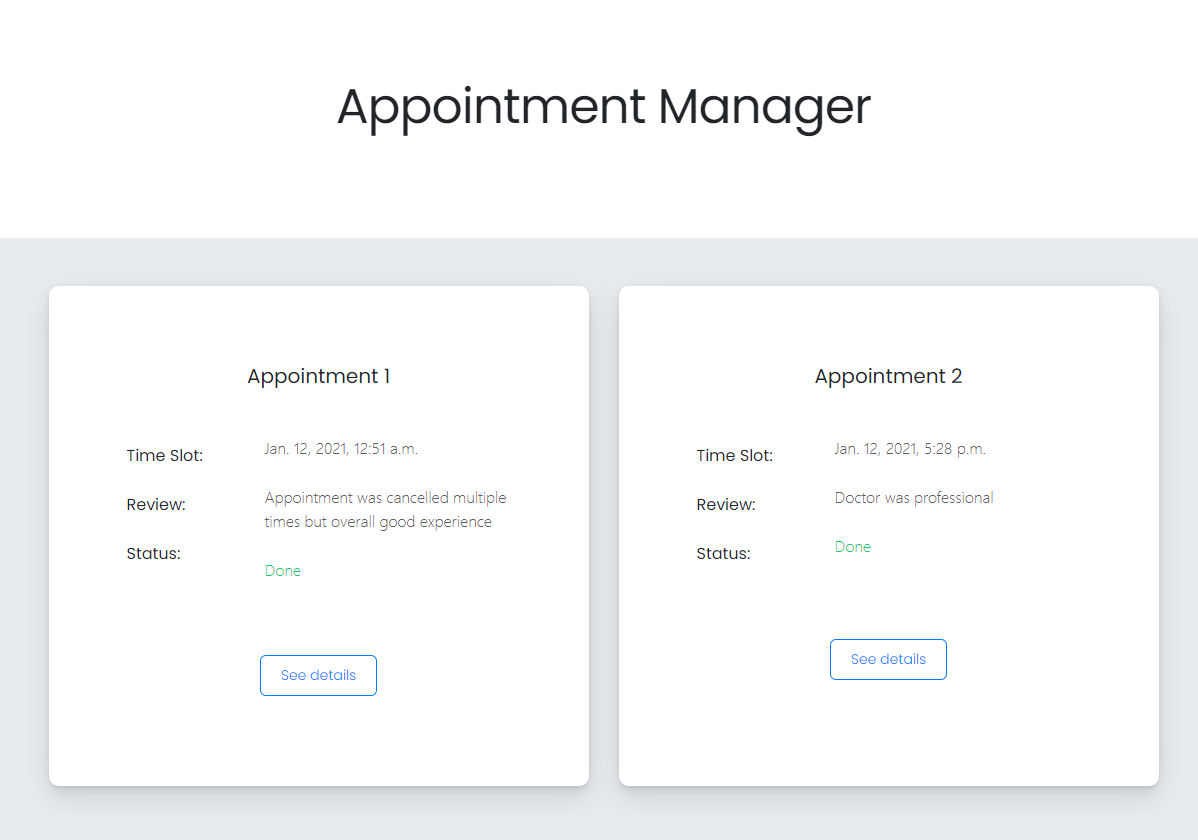 Appointment Manager
Appointment 1
Time Slot: Jan. 12, 2021, 12:51 a.m.
Review: Appointment was cancelled multiple
times but overall good experience
Status: Done
See details
Appointment 2
Time Slot: Jan. 12, 2021, 5:28 p.m.
Review: Doctor was professional
Status: Done
See details